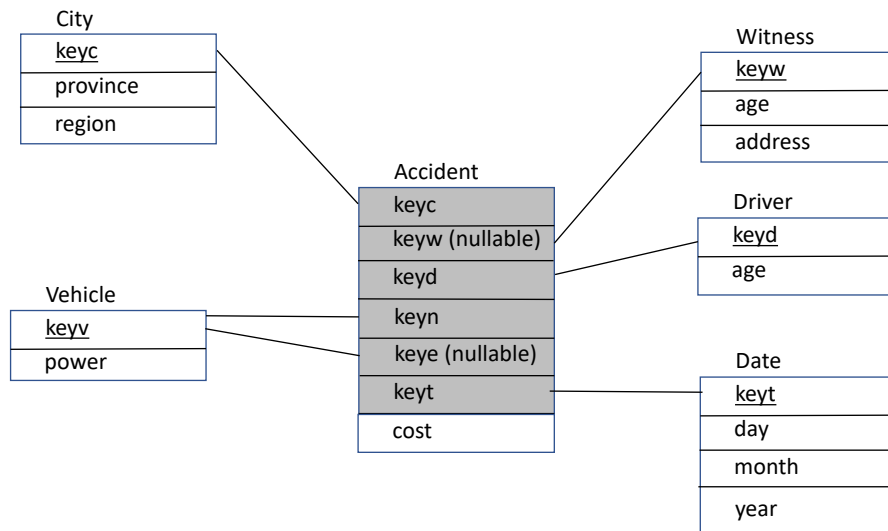 City
keyc
province
region
Witness
keyw
age
address
Accident
keyc
keyw (nullable)
keyd
keyn
keye (nullable)
keyt
cost
Driver
keyd
age
Vehicle
keyv
power
Date
keyt
day
month
year